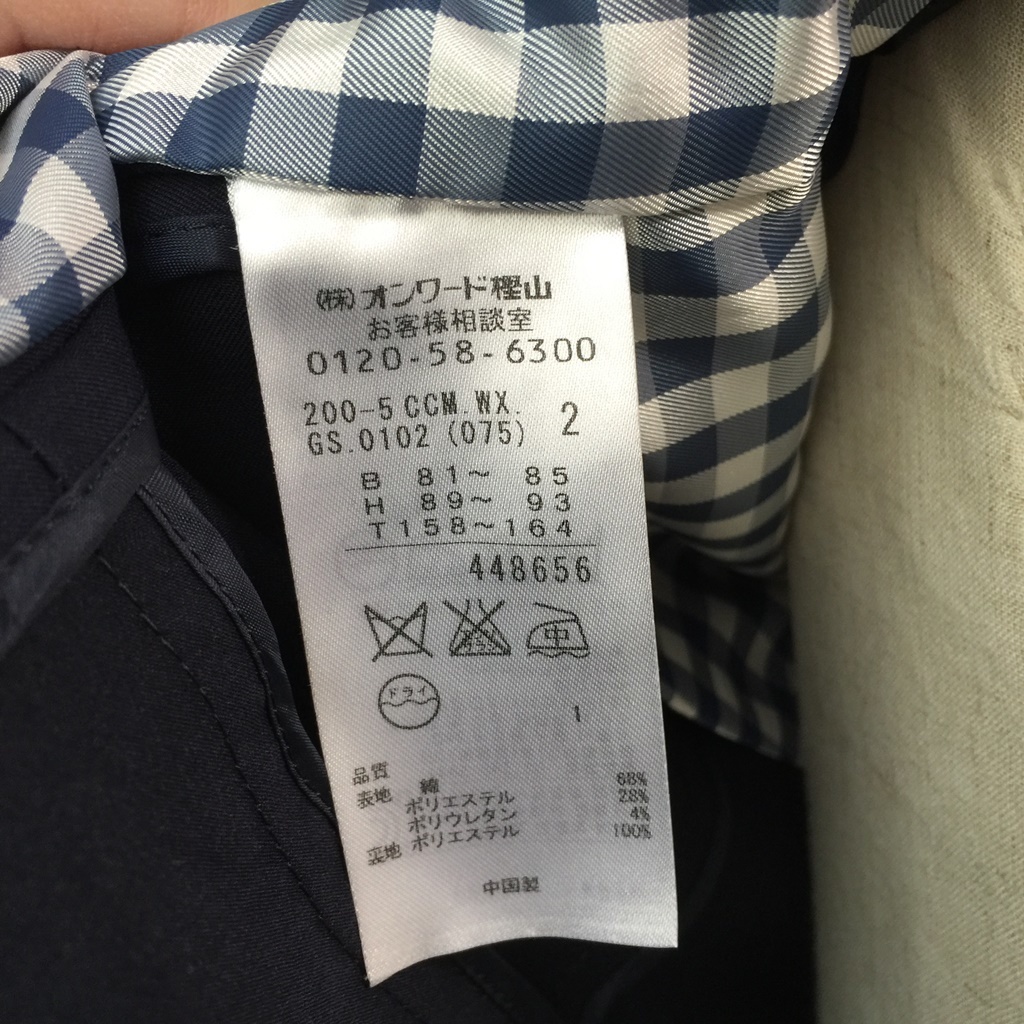 (株)オンワード樫山
お客様相談室
0120-58-6300
200-5 CCM.WX. 2
GS.0102 (075)
B 81～ 85
H 89～ 93
T 158～164
448656
中
ドライ
1
品質
表地 綿 68%
ポリエステル 28%
ポリウレタン 4%
裏地 ポリエステル 100%
中国製